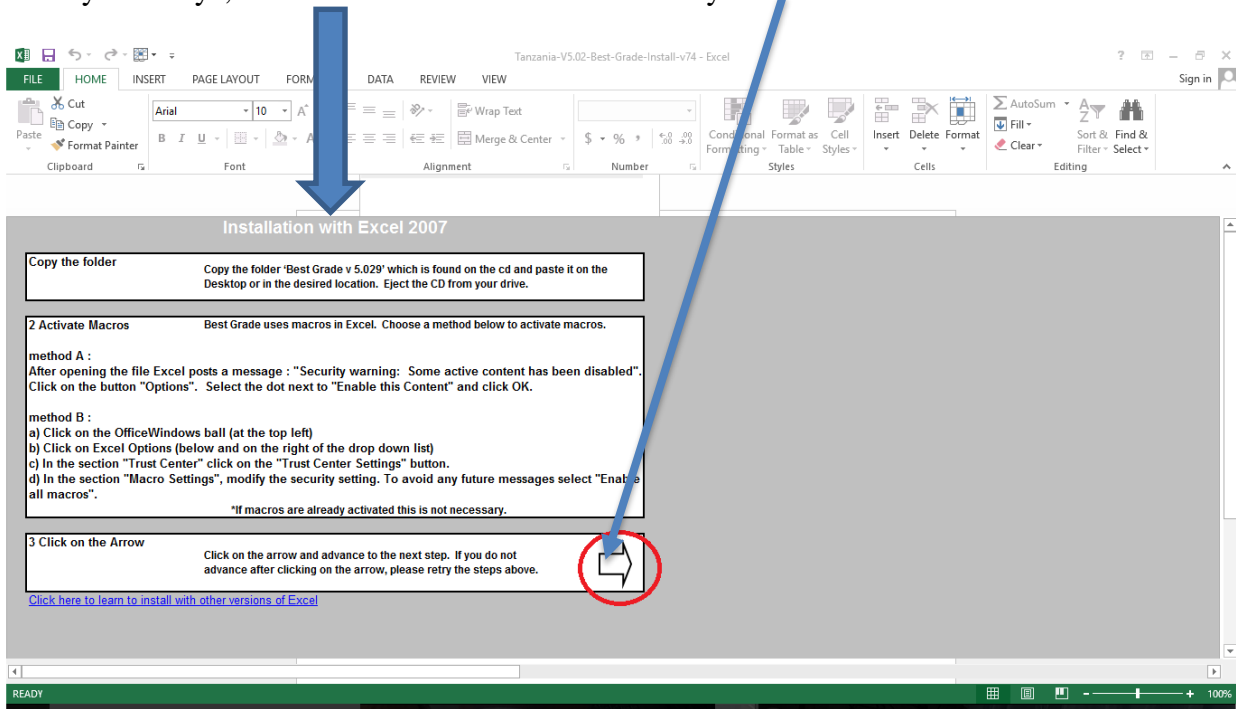 Tanzania-V5.02-Best-Grade-Install-v74 - Excel
FILE HOME INSERT PAGE LAYOUT DATA REVIEW VIEW Sign in
Cut
Copy
Format Painter
Paste
Clipboard
Arial 10
B I U
Font
Wrap Text
Merge & Center
Alignment
$ % ,
Number
Conditional Formatting
Format as Table
Cell Styles
Styles
Insert Delete Format
Cells
AutoSum
Fill
Clear
Sort & Filter
Find & Select
Editing
Installation with Excel 2007
Copy the folder
Copy the folder ‘Best Grade v 5.029’ which is found on the cd and paste it on the
Desktop or in the desired location. Eject the CD from your drive.
2 Activate Macros
Best Grade uses macros in Excel. Choose a method below to activate macros.
method A :
After opening the file Excel posts a message : "Security warning: Some active content has been disabled".
Click on the button "Options". Select the dot next to "Enable this Content" and click OK.
method B :
a) Click on the OfficeWindows ball (at the top left)
b) Click on Excel Options (below and on the right of the drop down list)
c) In the section "Trust Center" click on the "Trust Center Settings" button.
d) In the section "Macro Settings", modify the security setting. To avoid any future messages select "Enable
all macros".
*If macros are already activated this is not necessary.
3 Click on the Arrow
Click on the arrow and advance to the next step. If you do not
advance after clicking on the arrow, please retry the steps above.
Click here to learn to install with other versions of Excel
READY
100%